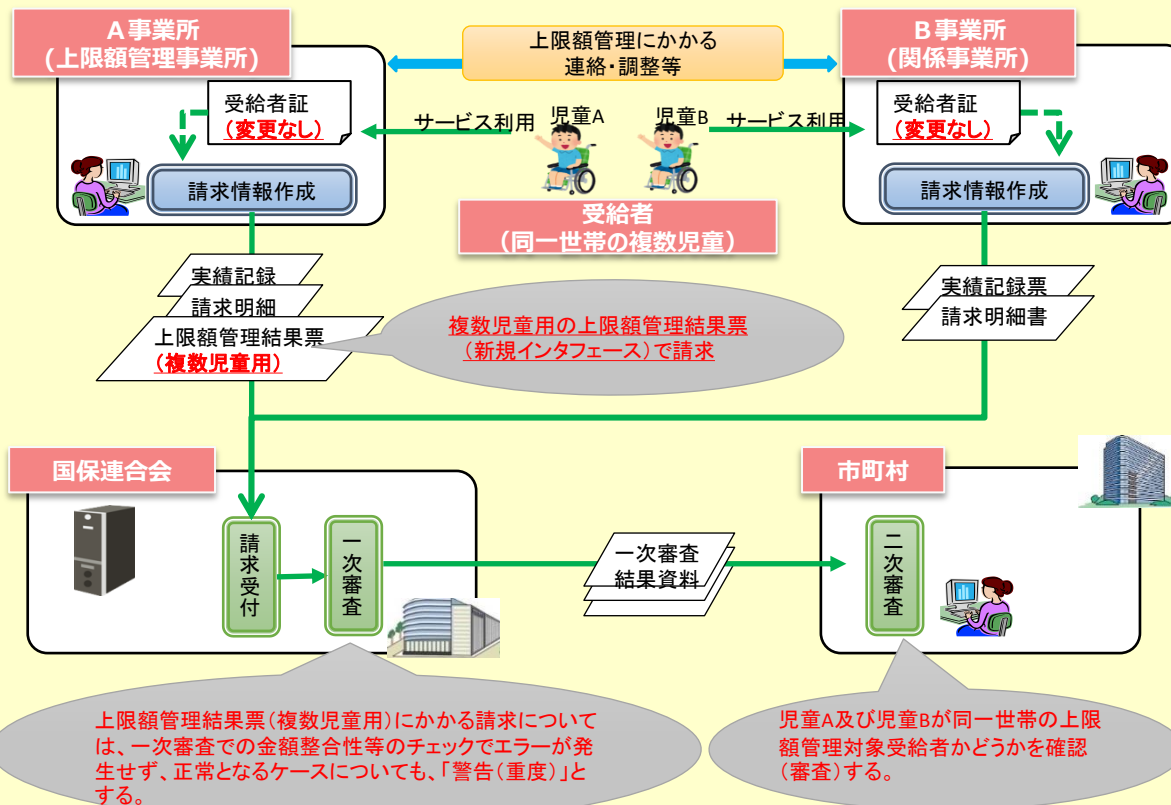 A事業所
(上限額管理事業所)
上限額管理にかかる
連絡・調整等
B事業所
(関係事業所)
受給者証
(変更なし)
サービス利用
児童A
児童B
サービス利用
受給者証
(変更なし)
請求情報作成
請求情報作成
受給者
(同一世帯の複数児童)
実績記録
請求明細
上限額管理結果票
(複数児童用)
複数児童用の上限額管理結果票
(新規インタフェース)で請求
実績記録票
請求明細書
国保連合会
市町村
請求受付
一次審査
一次審査
結果資料
二次審査
上限額管理結果票(複数児童用)にかかる請求について
は、一次審査での金額整合性等のチェックでエラーが発
生せず、正常となるケースについても、「警告(重度)」と
する。
児童A及び児童Bが同一世帯の上限
額管理対象受給者かどうかを確認
(審査)する。